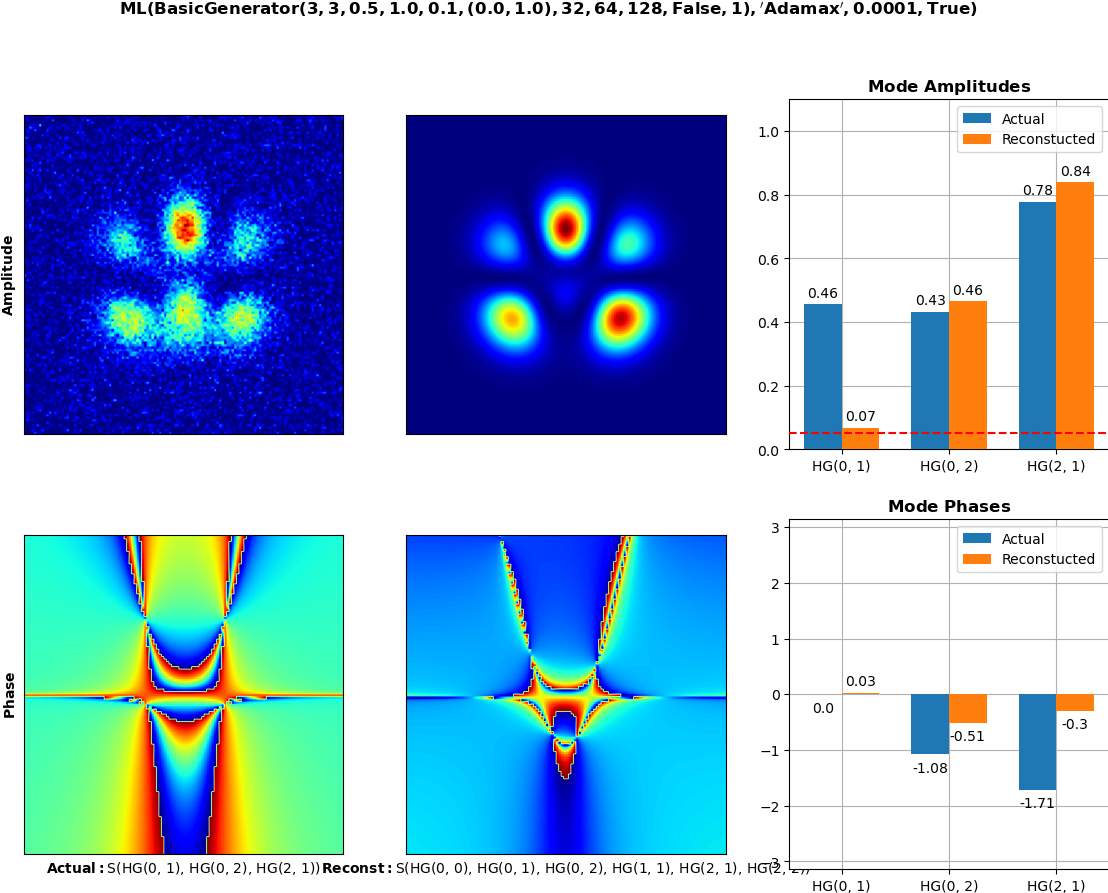 ML(BasicGenerator(3, 3, 0.5, 1.0, 0.1, (0.0, 1.0), 32, 64, 128, False, 1), 'Adamax', 0.0001, True)
Amplitude
Mode Amplitudes
Actual
Reconstucted
1.0
0.8
0.6
0.4
0.2
0.0
0.46
0.07
0.43
0.46
0.78
0.84
HG(0, 1)
HG(0, 2)
HG(2, 1)
Phase
Mode Phases
Actual
Reconstucted
3
2
1
0
−1
−2
−3
0.0
0.03
-1.08
-0.51
-1.71
-0.3
HG(0, 1)
HG(0, 2)
HG(2, 1)
Actual: S(HG(0, 1), HG(0, 2), HG(2, 1))
Reconst: S(HG(0, 0), HG(0, 1), HG(0, 2), HG(1, 1), HG(2, 1), HG(2, 2))